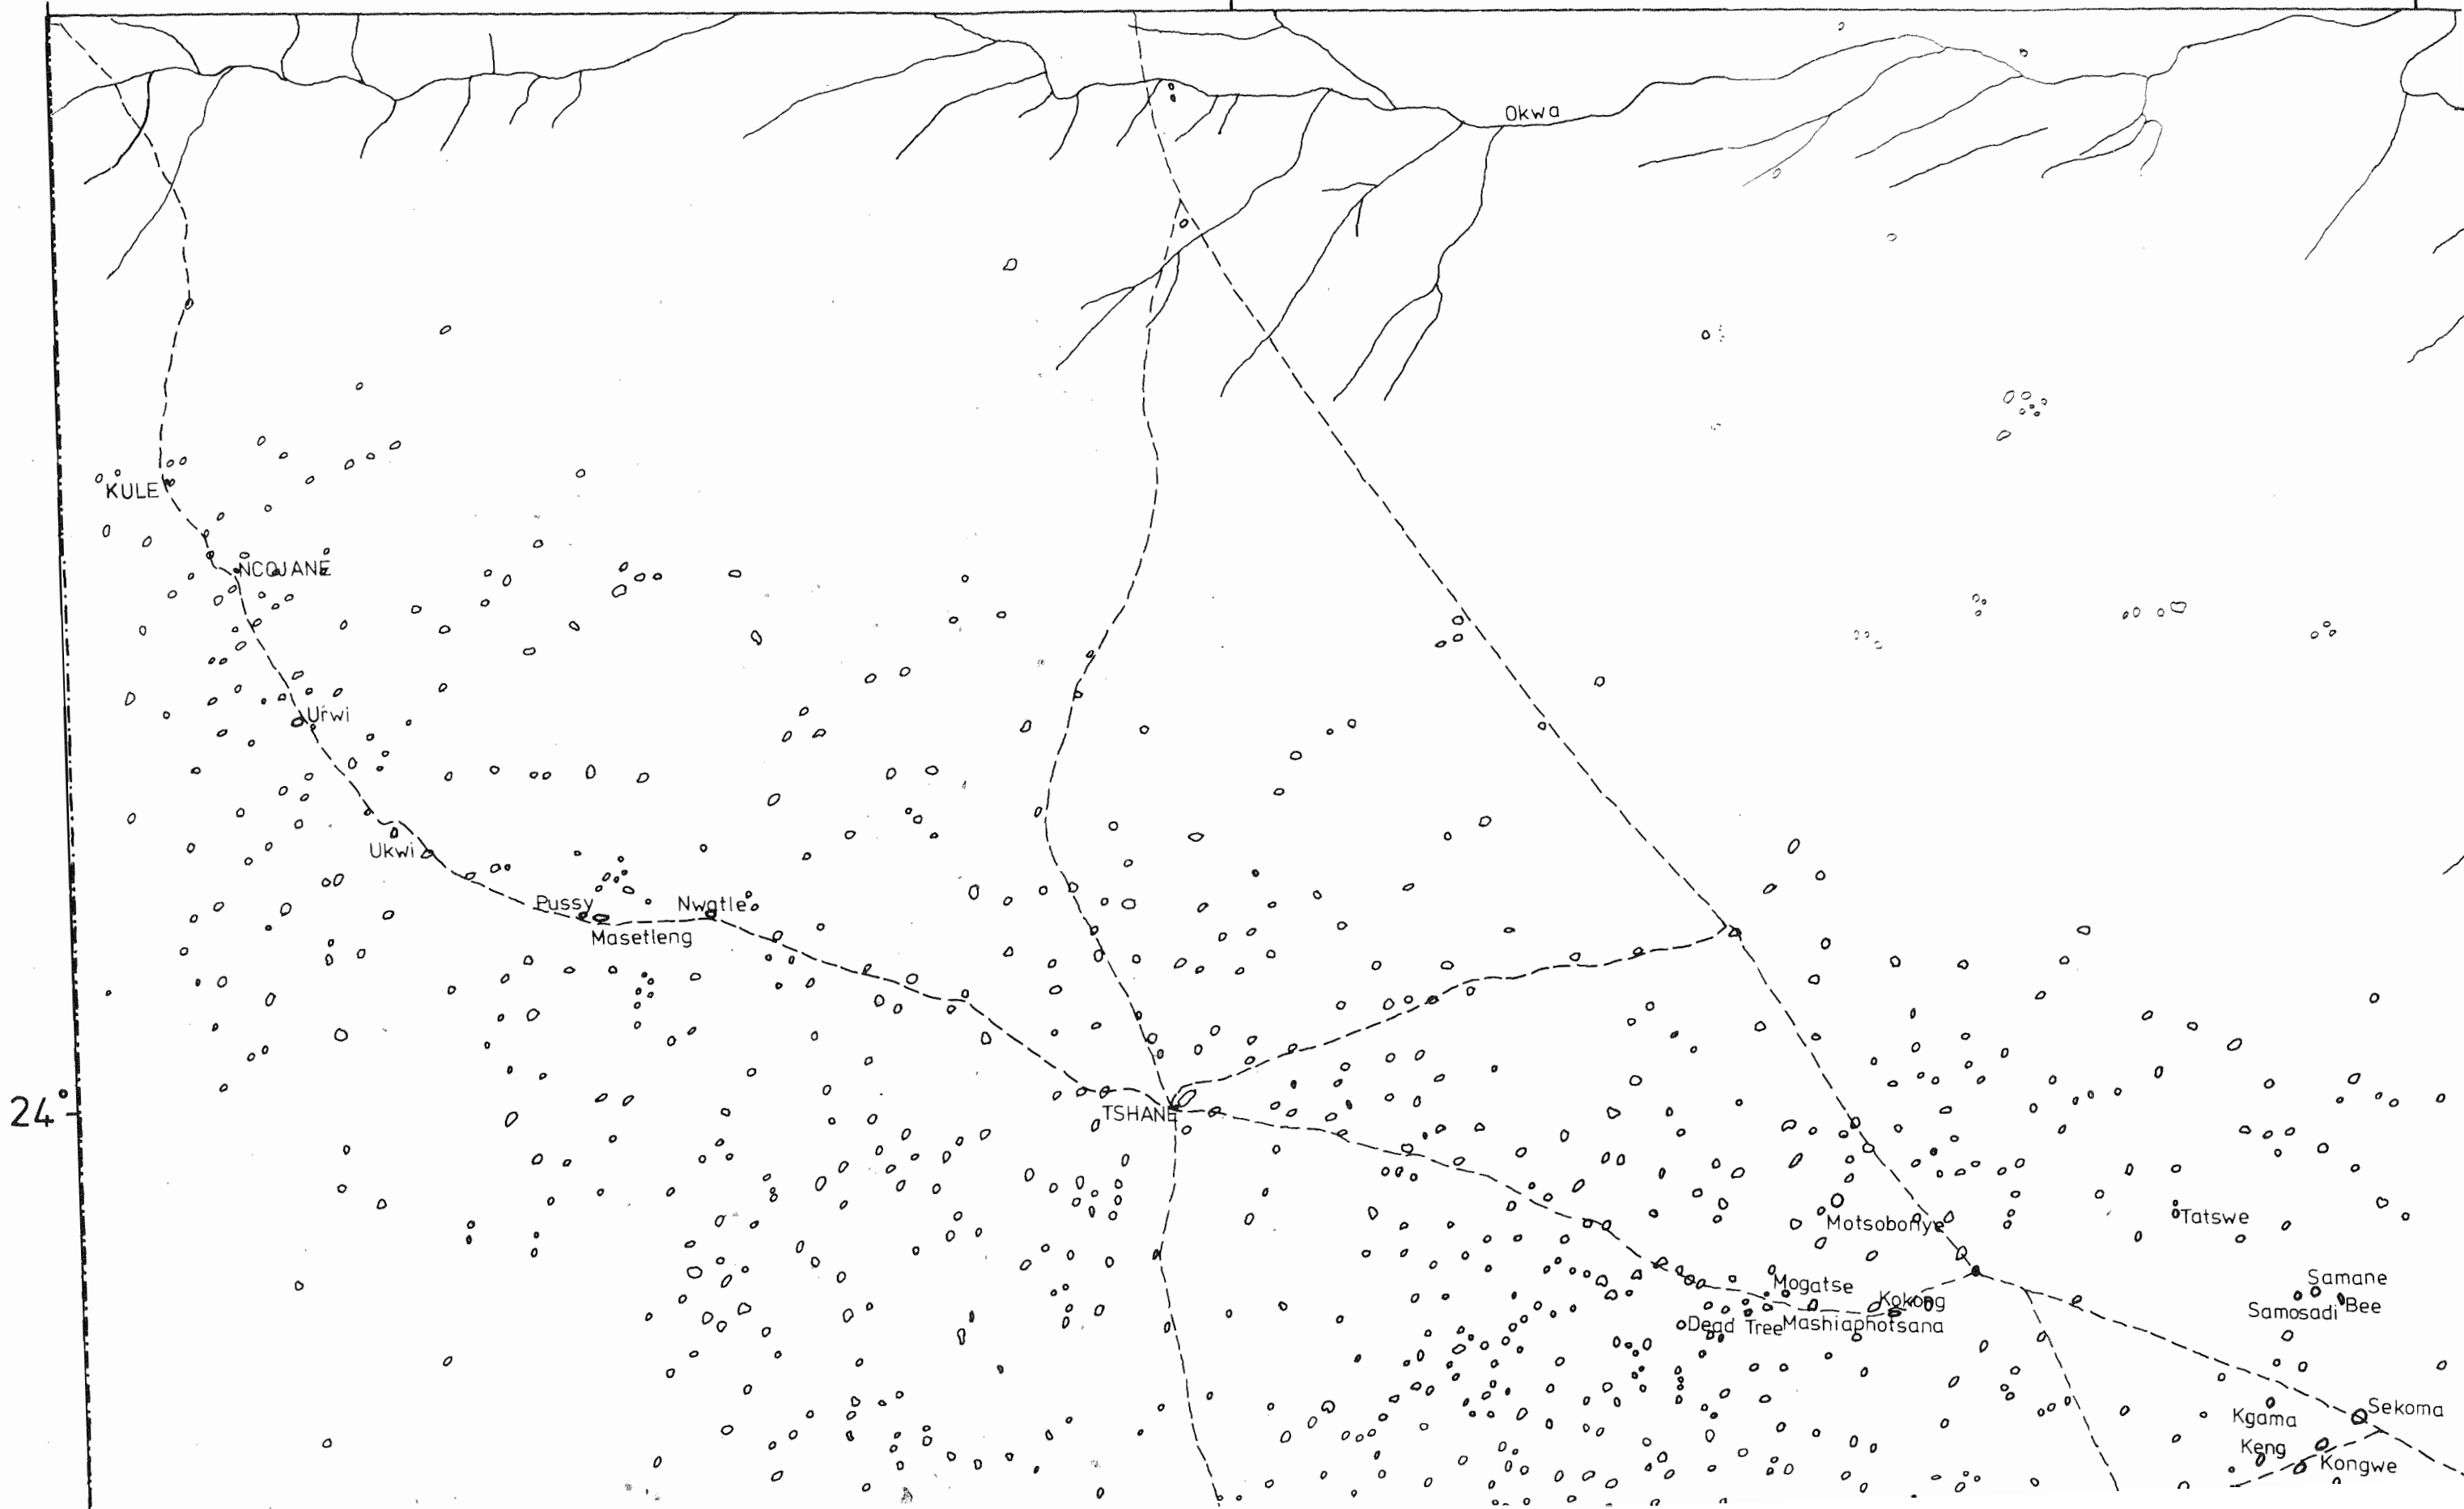 Okwa
KULE
NCOJANE
Urwi
Ukwi
Pussy
Nwatle
Masetleng
24°
TSHANE
Motsobonye
Tatswe
Mogatse
Kokong
Samane
Samosadi Bee
Dead Tree Mashiaphotsana
Sekoma
Kgama
Keng
Kongwe